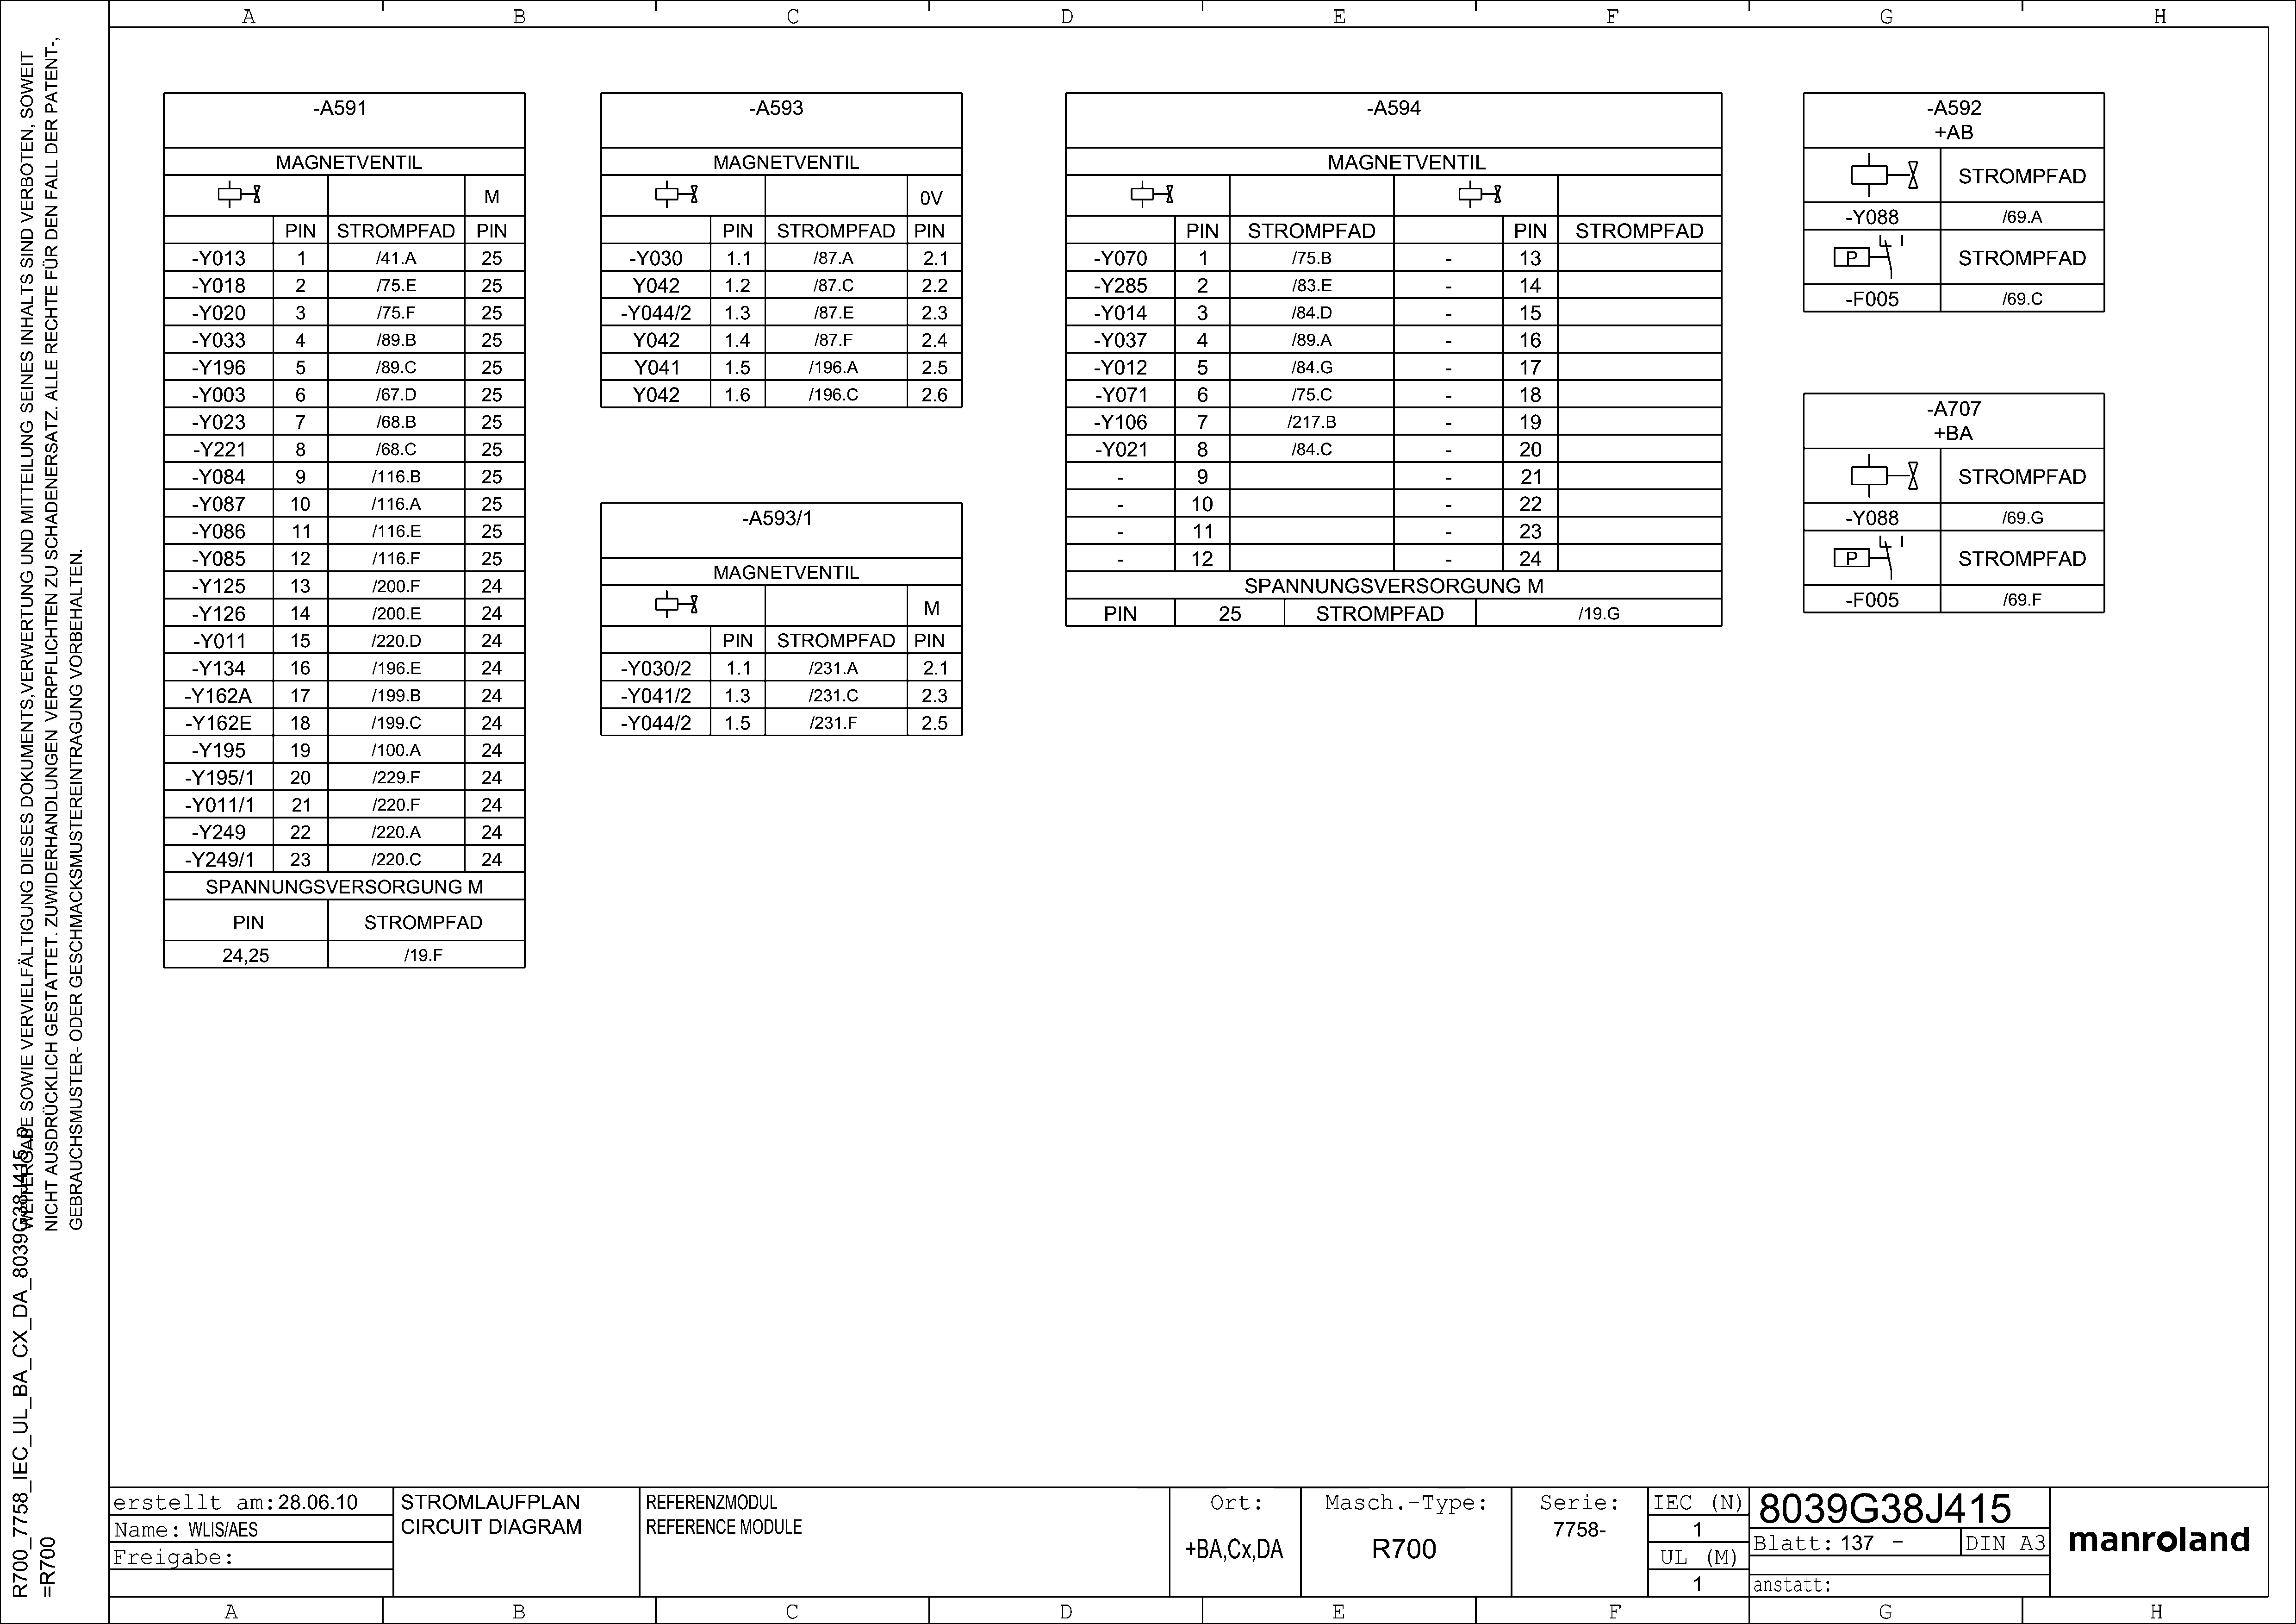 A B C D E F G H
-A591
MAGNETVENTIL
M
PIN STROMPFAD PIN
-Y013 1 /41.A 25
-Y018 2 /75.E 25
-Y020 3 /75.F 25
-Y033 4 /89.B 25
-Y196 5 /89.C 25
-Y003 6 /67.D 25
-Y023 7 /68.B 25
-Y221 8 /68.C 25
-Y084 9 /116.B 25
-Y087 10 /116.A 25
-Y086 11 /116.E 25
-Y085 12 /116.F 25
-Y125 13 /200.F 24
-Y126 14 /200.E 24
-Y011 15 /220.D 24
-Y134 16 /196.E 24
-Y162A 17 /199.B 24
-Y162E 18 /199.C 24
-Y195 19 /100.A 24
-Y195/1 20 /229.F 24
-Y011/1 21 /220.F 24
-Y249 22 /220.A 24
-Y249/1 23 /220.C 24
SPANNUNGSVERSORGUNG M
PIN STROMPFAD
24,25 /19.F
-A593
MAGNETVENTIL
0V
PIN STROMPFAD PIN
-Y030 1.1 /87.A 2.1
Y042 1.2 /87.C 2.2
-Y044/2 1.3 /87.E 2.3
Y042 1.4 /87.F 2.4
Y041 1.5 /196.A 2.5
Y042 1.6 /196.C 2.6
-A593/1
MAGNETVENTIL
M
PIN STROMPFAD PIN
-Y030/2 1.1 /231.A 2.1
-Y041/2 1.3 /231.C 2.3
-Y044/2 1.5 /231.F 2.5
-A594
MAGNETVENTIL
PIN STROMPFAD PIN STROMPFAD
-Y070 1 /75.B - 13
-Y285 2 /83.E - 14
-Y014 3 /84.D - 15
-Y037 4 /89.A - 16
-Y012 5 /84.G - 17
-Y071 6 /75.C - 18
-Y106 7 /217.B - 19
-Y021 8 /84.C - 20
- 9 - 21
- 10 - 22
- 11 - 23
- 12 - 24
SPANNUNGSVERSORGUNG M
PIN 25 STROMPFAD /19.G
-A592
+AB
STROMPFAD
-Y088 /69.A
P STROMPFAD
-F005 /69.C
-A707
+BA
STROMPFAD
-Y088 /69.G
P STROMPFAD
-F005 /69.F
WEITERGABE SOWIE VERVIELFÄLTIGUNG DIESES DOKUMENTS,VERWERTUNG UND MITTEILUNG SEINES INHALTS SIND VERBOTEN, SOWEIT
NICHT AUSDRÜCKLICH GESTATTET. ZUWIDERHANDLUNGEN VERPFLICHTEN ZU SCHADENERSATZ. ALLE RECHTE FÜR DEN FALL DER PATENT-,
GEBRAUCHSMUSTER- ODER GESCHMACKSMUSTEREINTRAGUNG VORBEHALTEN.
R700_7758_IEC_UL_BA_CX_DA_8039G38J415_p
=R700
erstellt am: 28.06.10
Name: WLIS/AES
Freigabe:
STROMLAUFPLAN
CIRCUIT DIAGRAM
REFERENZMODUL
REFERENCE MODULE
Ort:
+BA,Cx,DA
Masch.-Type:
R700
Serie:
7758-
IEC (N)
1
UL (M)
1
8039G38J415
Blatt: 137 - DIN A3
anstatt:
manroland
A B C D E F G H